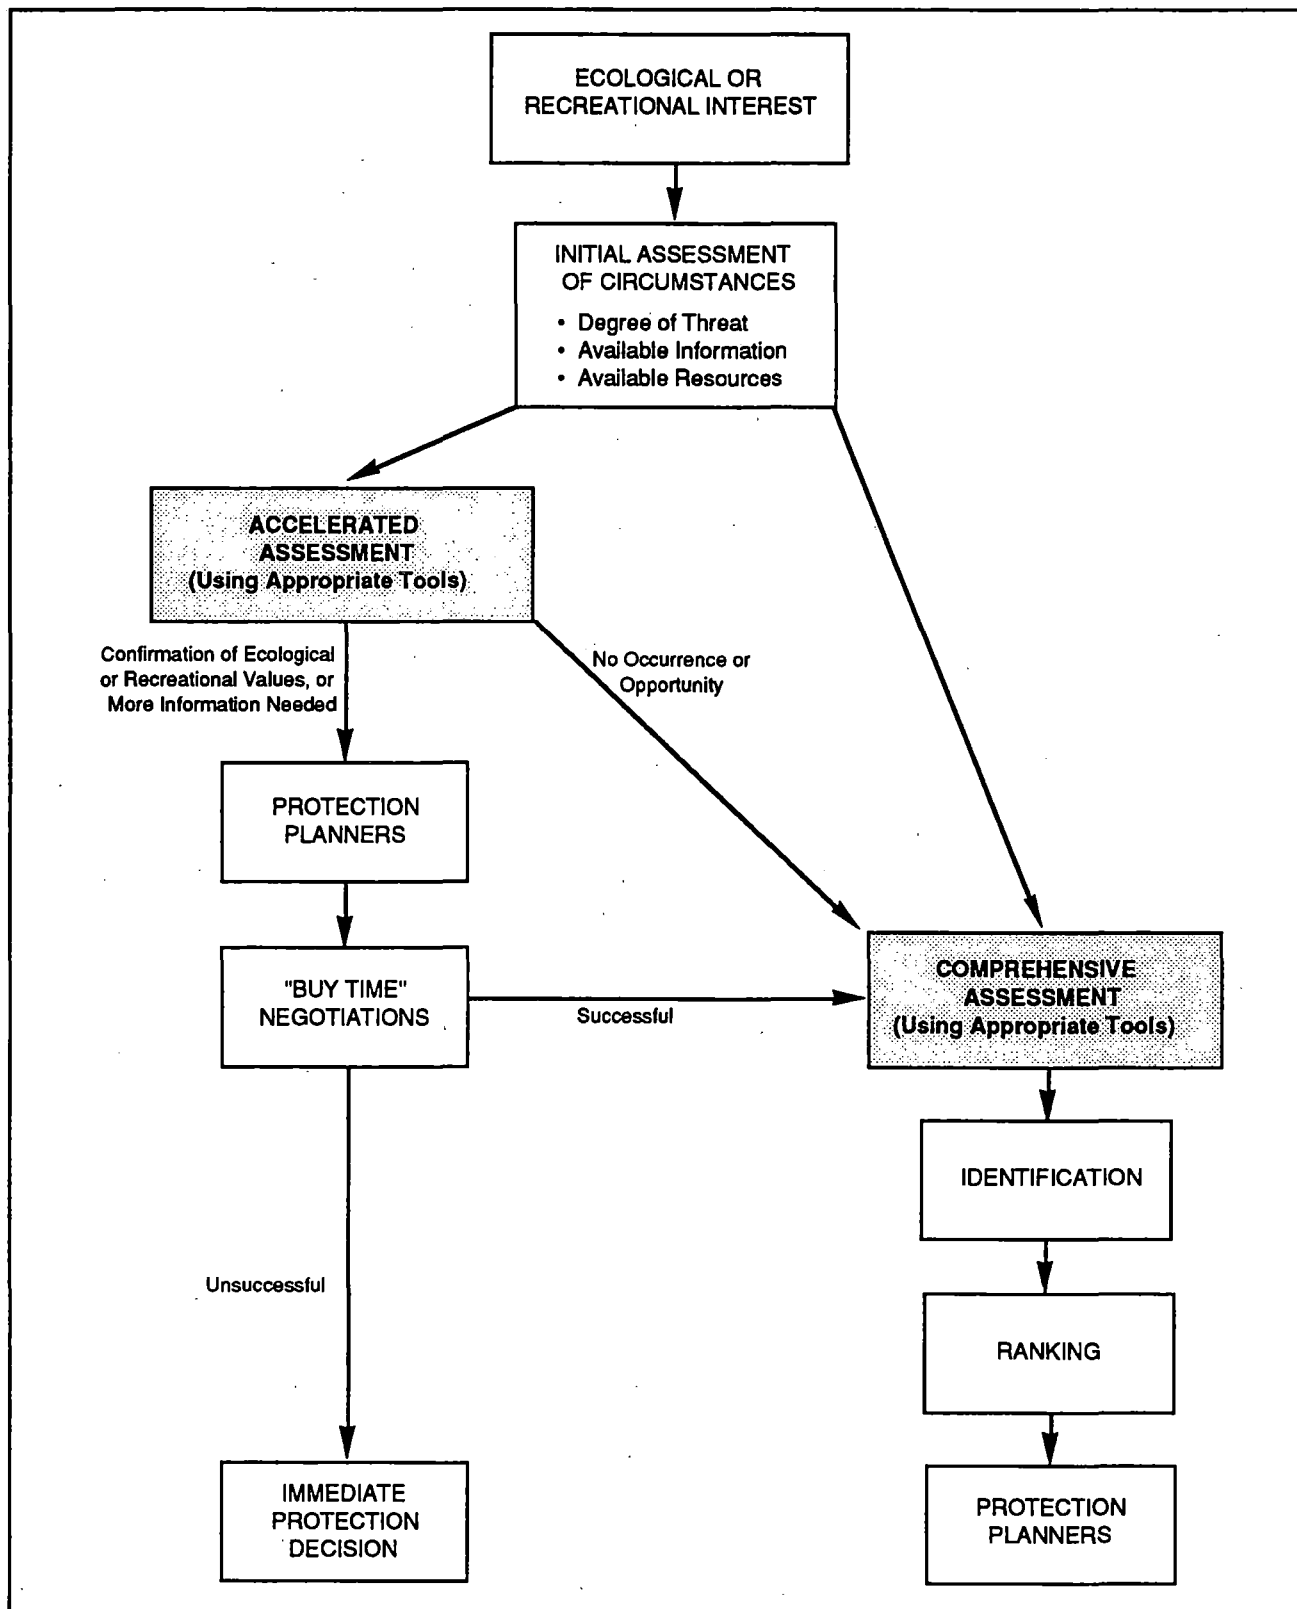 ECOLOGICAL OR
RECREATIONAL INTEREST
INITIAL ASSESSMENT
OF CIRCUMSTANCES
• Degree of Threat
• Available Information
• Available Resources
ACCELERATED
ASSESSMENT
(Using Appropriate Tools)
Confirmation of Ecological
or Recreational Values, or
More Information Needed
No Occurrence or
Opportunity
PROTECTION
PLANNERS
"BUY TIME"
NEGOTIATIONS
Successful
COMPREHENSIVE
ASSESSMENT
(Using Appropriate Tools)
IDENTIFICATION
Unsuccessful
RANKING
IMMEDIATE
PROTECTION
DECISION
PROTECTION
PLANNERS